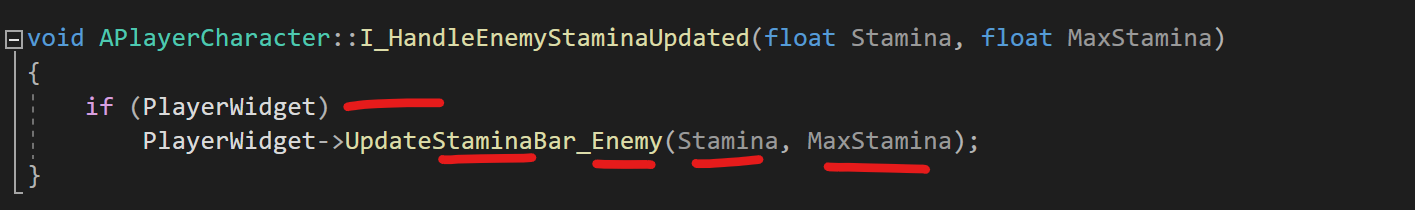 void APlayerCharacter::I_HandleEnemyStaminaUpdated(float Stamina, float MaxStamina)
{
if (PlayerWidget)
PlayerWidget->UpdateStaminaBar_Enemy(Stamina, MaxStamina);
}